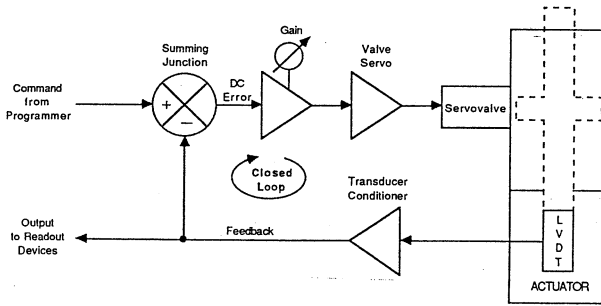 Gain
Summing
Junction
Valve
Servo
Command
from
Programmer
+
−
DC
Error
Servovalve
Closed
Loop
Transducer
Conditioner
Output
to Readout
Devices
Feedback
L
V
D
T
ACTUATOR